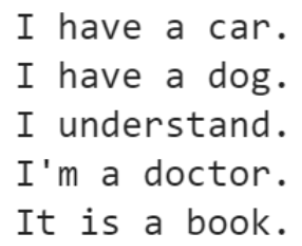 I have a car.
I have a dog.
I understand.
I'm a doctor.
It is a book.